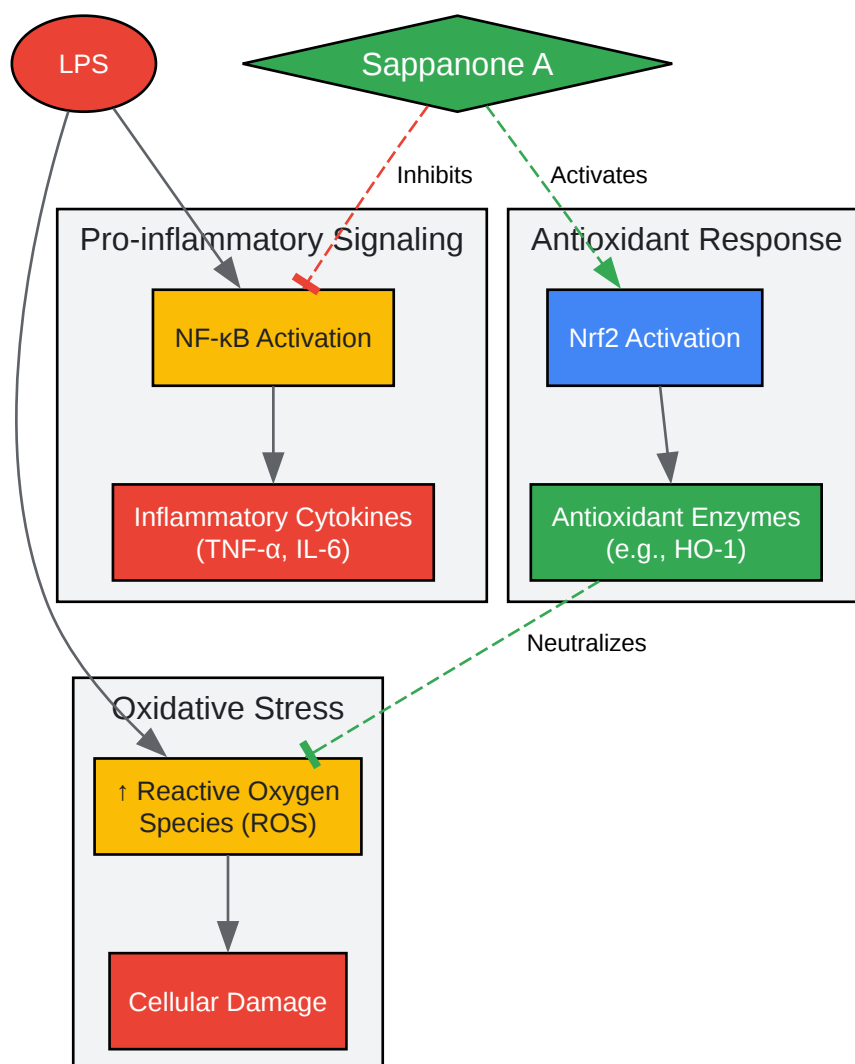 LPS
Sappanone A
Inhibits
Activates
Pro-inflammatory Signaling
Antioxidant Response
NF-κB Activation
Nrf2 Activation
Inflammatory Cytokines
(TNF-α, IL-6)
Antioxidant Enzymes
(e.g., HO-1)
Neutralizes
Oxidative Stress
↑ Reactive Oxygen
Species (ROS)
Cellular Damage